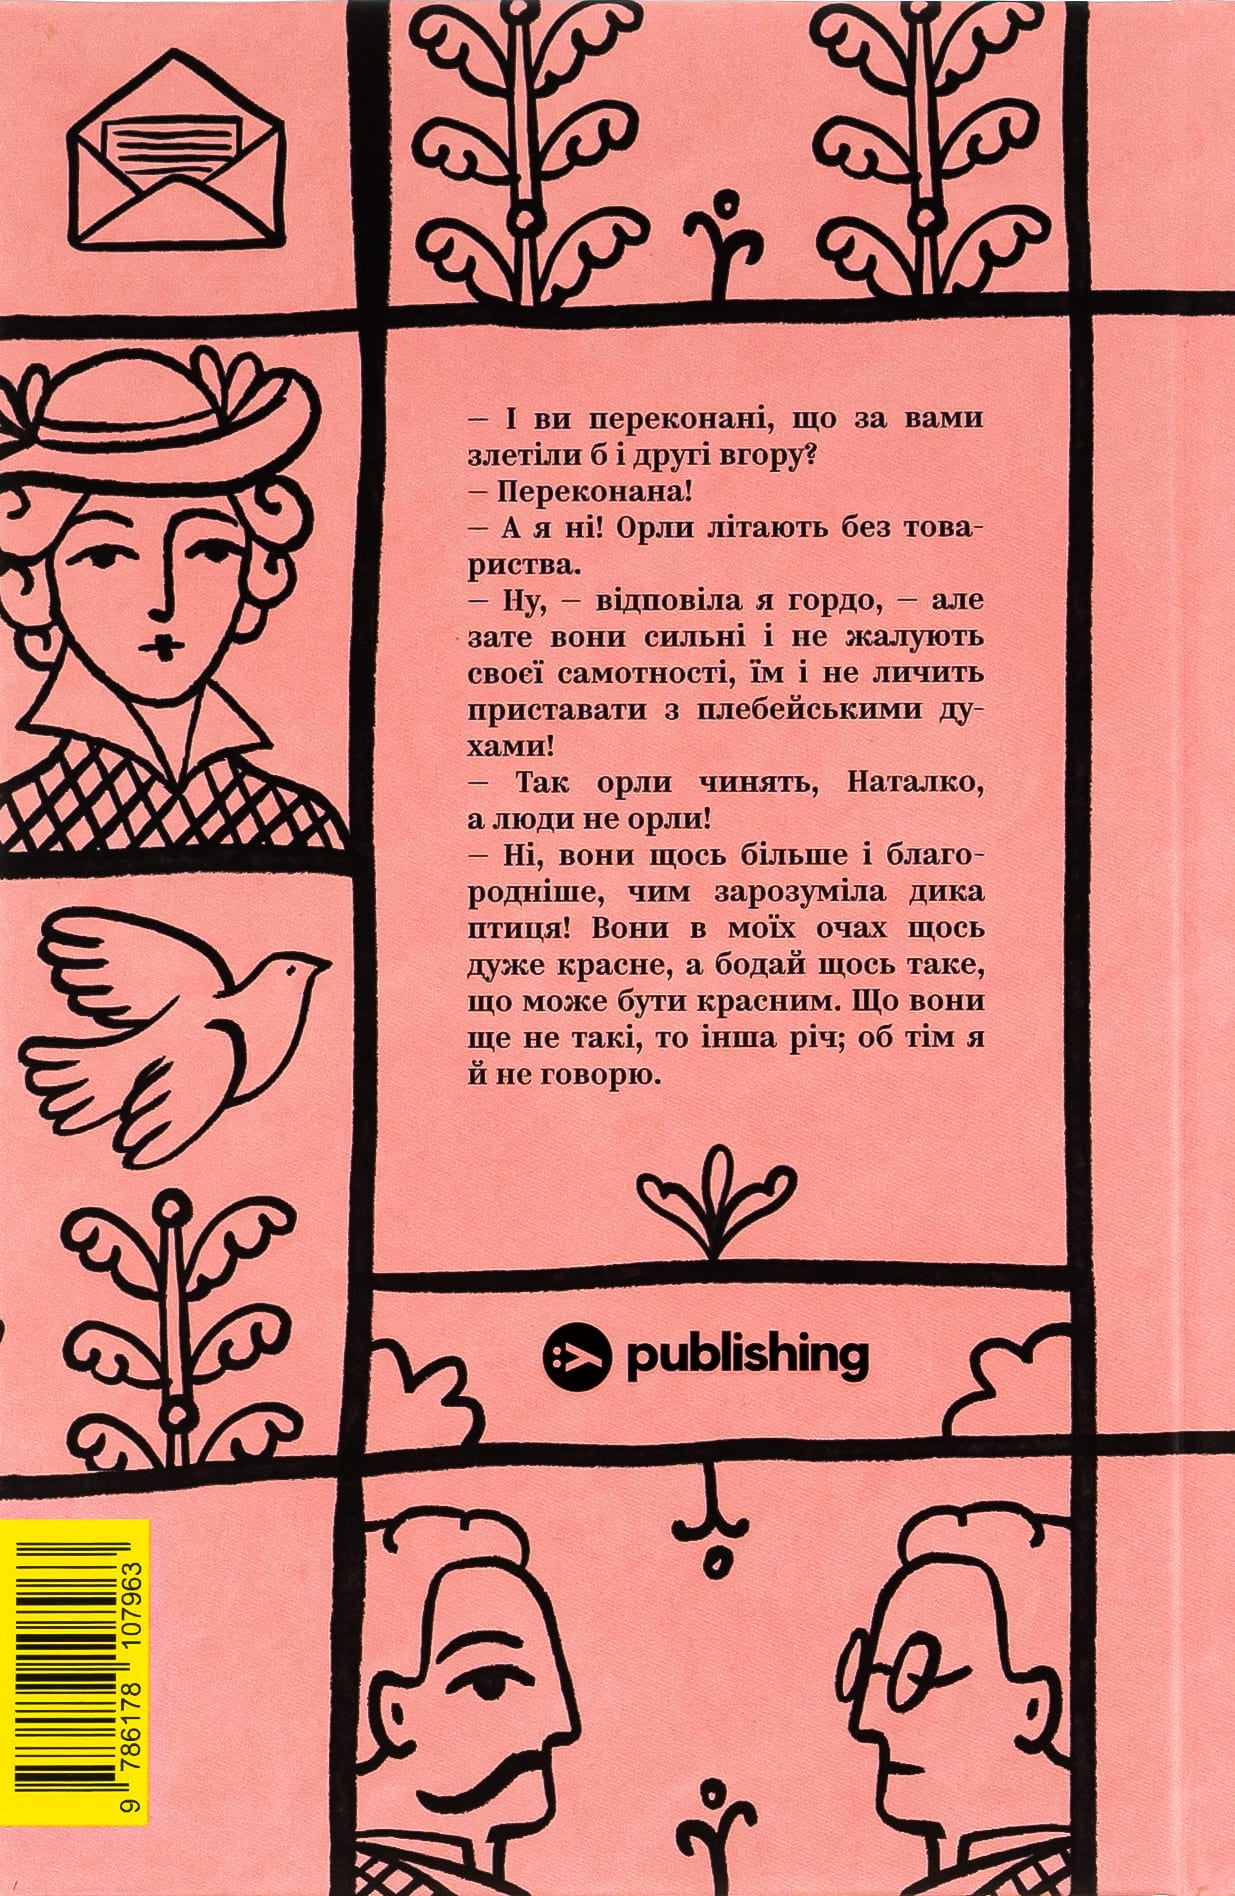 – І ви переконані, що за вами
злетіли б і другі вгору?
– Переконана!
– А я ні! Орли літають без това-
риства.
– Ну, – відповіла я гордо, – але
зате вони сильні і не жалують
своєї самотності, їм і не личить
приставати з плебейськими ду-
хами!
– Так орли чинять, Наталко,
а люди не орли!
– Ні, вони щось більше і благо-
родніше, чим зарозуміла дика
птиця! Вони в моїх очах щось
дуже красне, а бодай щось таке,
що може бути красним. Що вони
ще не такі, то інша річ; об тім я
й не говорю.
publishing
9 786178 107963